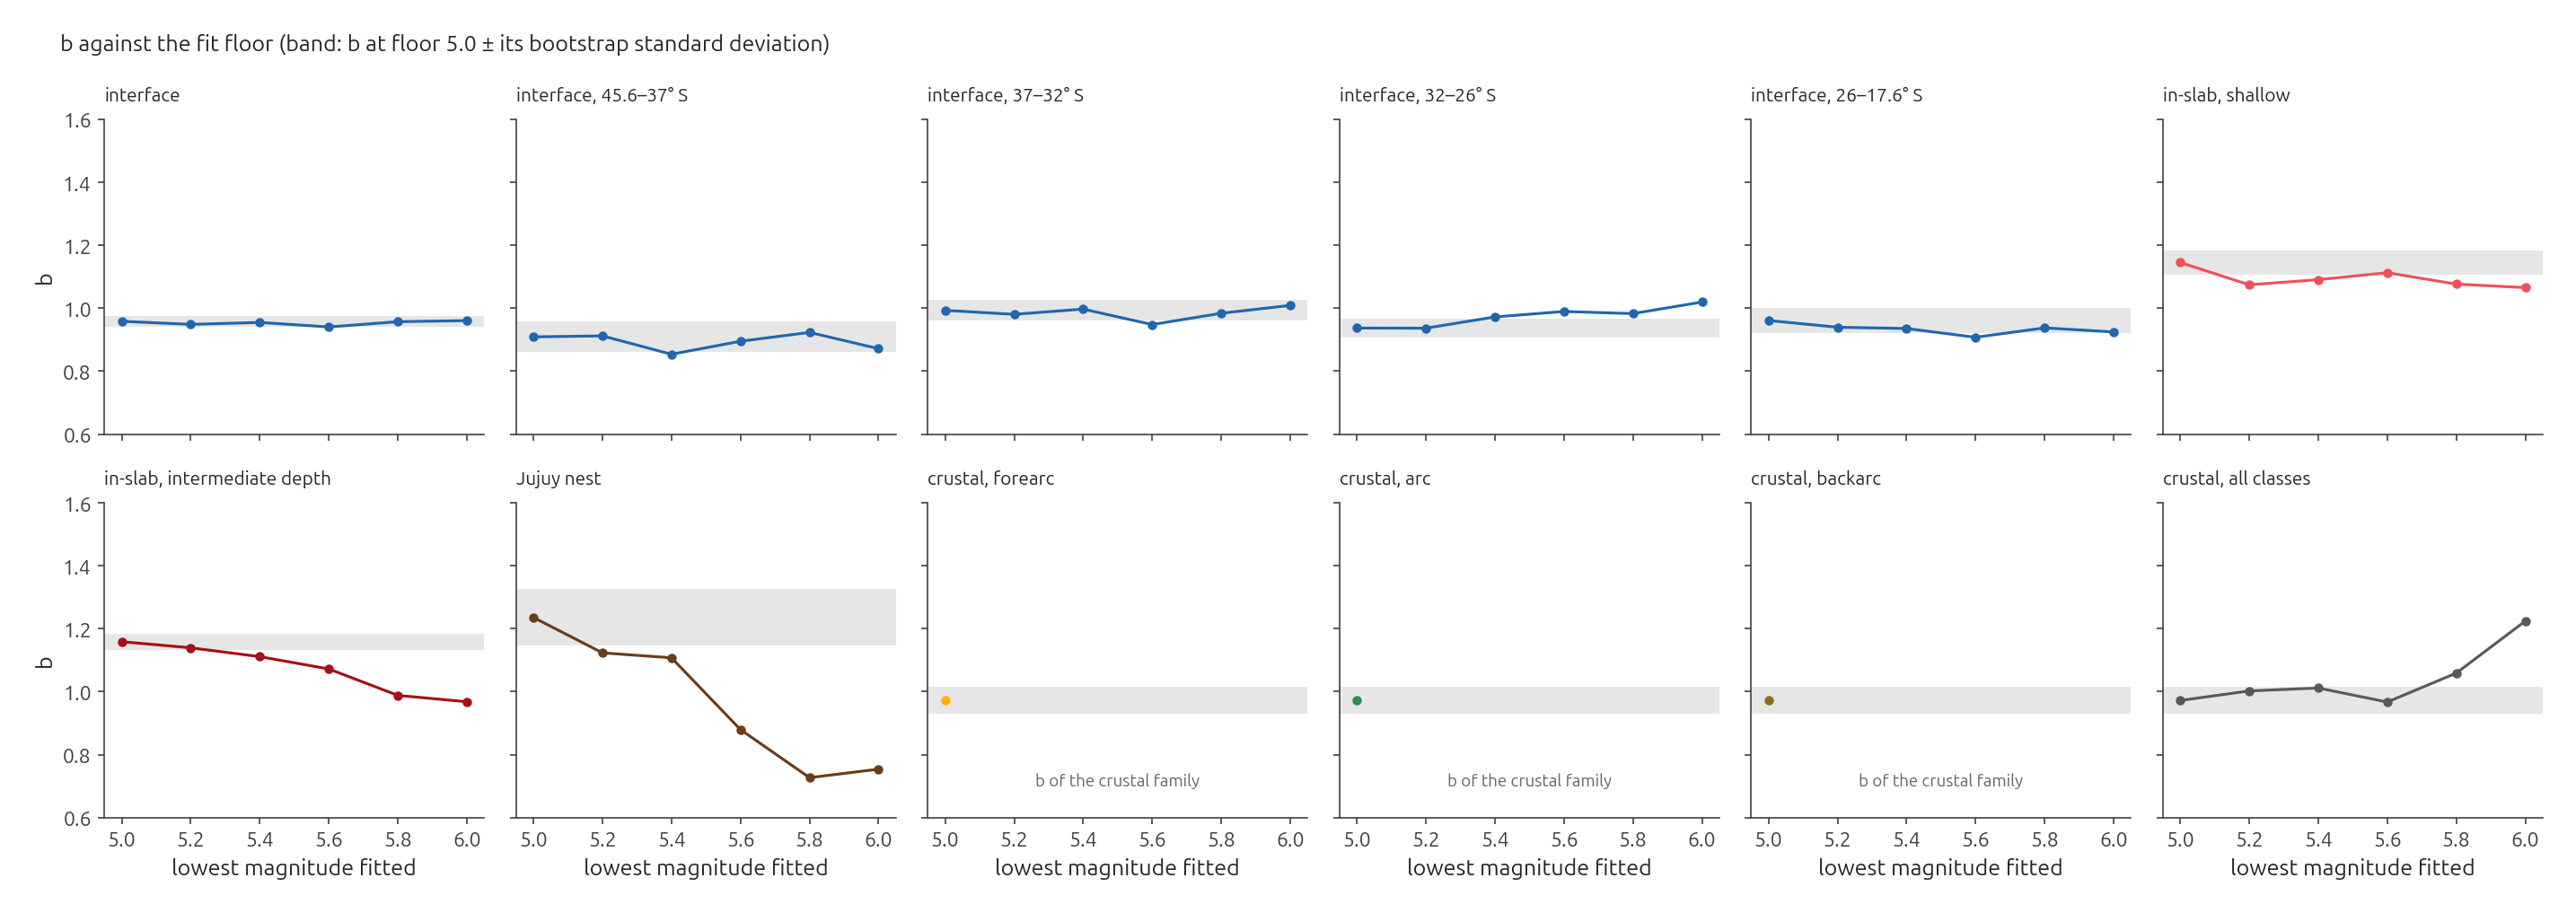 b against the fit floor (band: b at floor 5.0 ± its bootstrap standard deviation)
interface
interface, 45.6–37° S
interface, 37–32° S
interface, 32–26° S
interface, 26–17.6° S
in-slab, shallow
1.6
1.4
1.2
1.0
0.8
0.6
b
in-slab, intermediate depth
Jujuy nest
crustal, forearc
crustal, arc
crustal, backarc
crustal, all classes
1.6
1.4
1.2
1.0
0.8
0.6
b
b of the crustal family
b of the crustal family
b of the crustal family
5.0 5.2 5.4 5.6 5.8 6.0
5.0 5.2 5.4 5.6 5.8 6.0
5.0 5.2 5.4 5.6 5.8 6.0
5.0 5.2 5.4 5.6 5.8 6.0
5.0 5.2 5.4 5.6 5.8 6.0
5.0 5.2 5.4 5.6 5.8 6.0
lowest magnitude fitted
lowest magnitude fitted
lowest magnitude fitted
lowest magnitude fitted
lowest magnitude fitted
lowest magnitude fitted